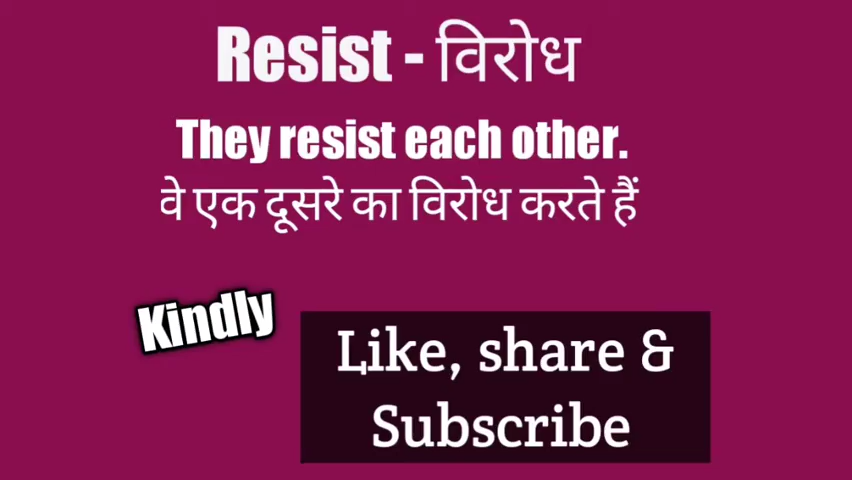 Resist - विरोध
They resist each other.
वे एक दूसरे का विरोध करते हैं
Kindly
Like, share &
Subscribe